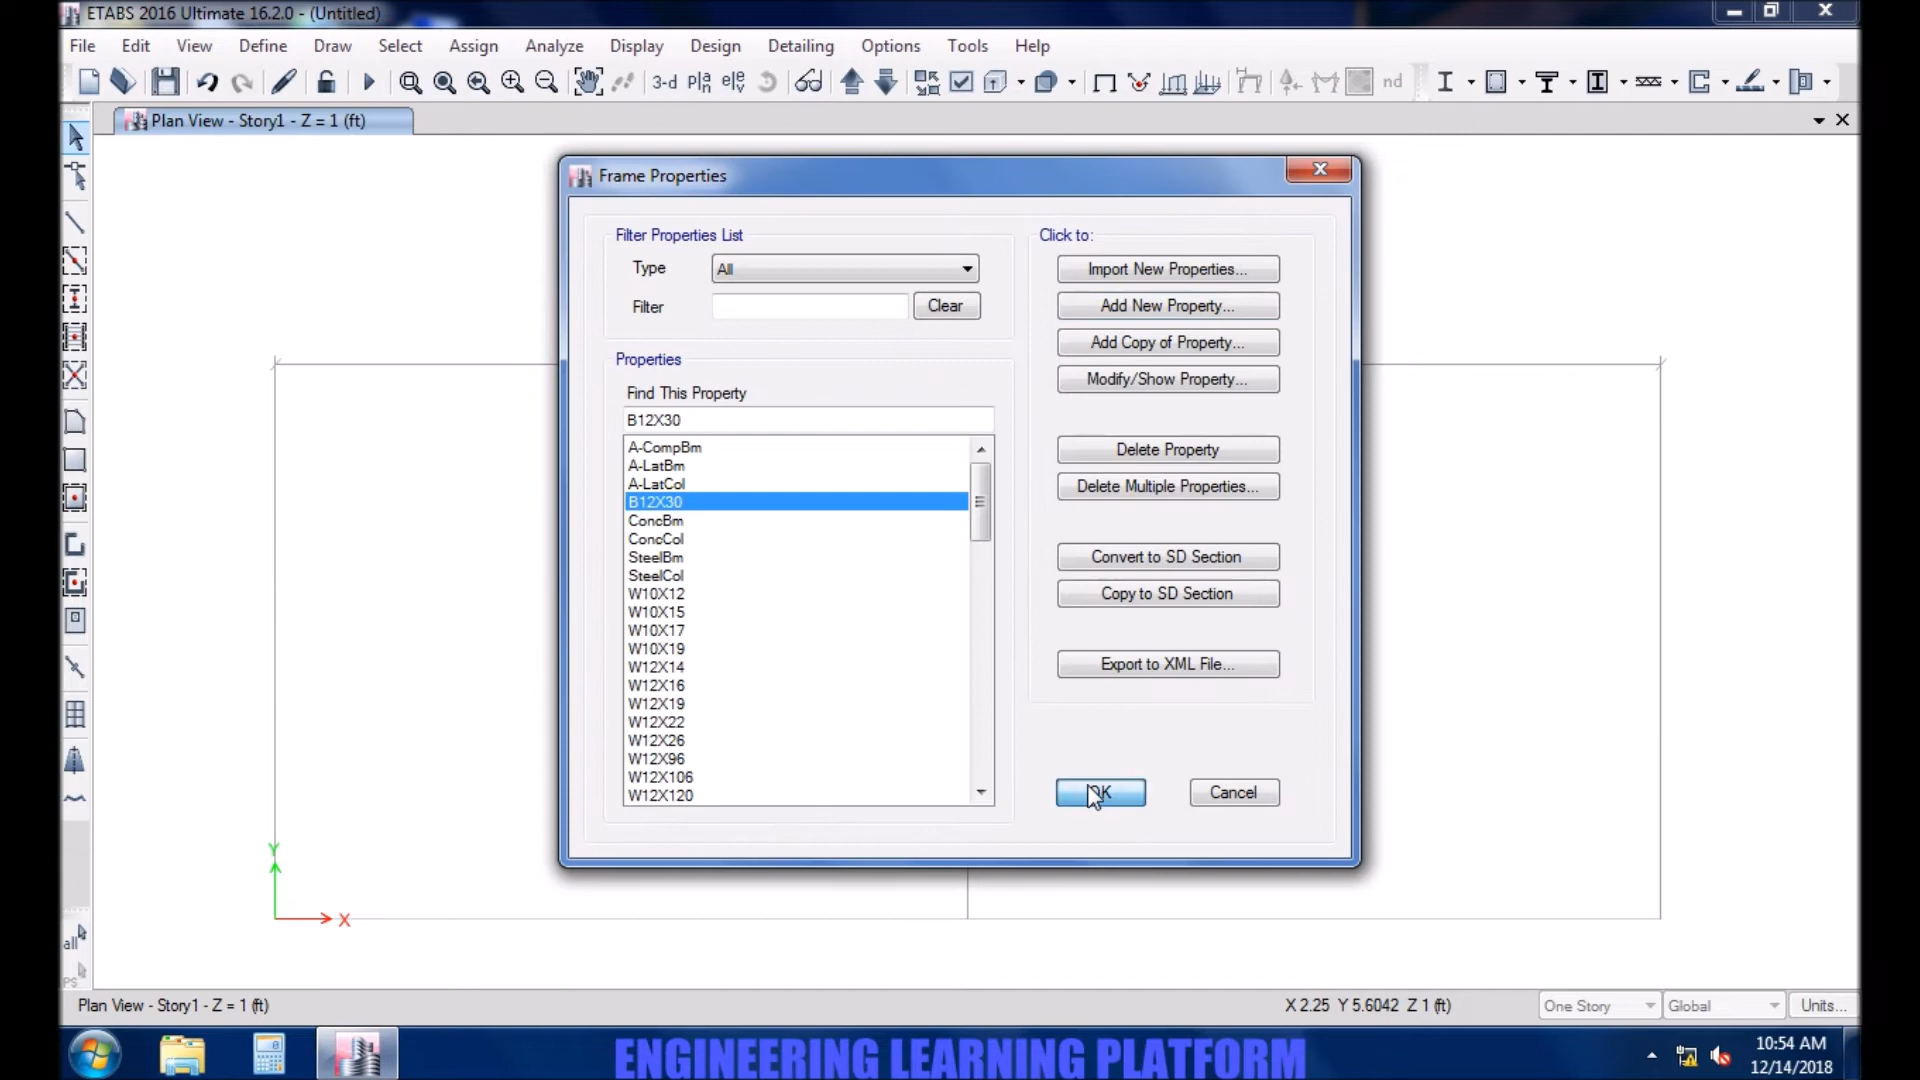 ETABS 2016 Ultimate 16.2.0 - (Untitled)
File Edit View Define Draw Select Assign Analyze Display Design Detailing Options Tools Help
3-d pla ele nd
Plan View - Story1 - Z = 1 (ft)
Frame Properties
Filter Properties List
Type All
Filter Clear
Properties
Find This Property
B12X30
A-CompBm
A-LatBm
A-LatCol
B12X30
ConcBm
ConcCol
SteelBm
SteelCol
W10X12
W10X15
W10X17
W10X19
W12X14
W12X16
W12X19
W12X22
W12X26
W12X96
W12X106
W12X120
Click to:
Import New Properties...
Add New Property...
Add Copy of Property...
Modify/Show Property...
Delete Property
Delete Multiple Properties...
Convert to SD Section
Copy to SD Section
Export to XML File...
OK Cancel
Y
X
all
PS
Plan View - Story1 - Z = 1 (ft) X 2.25 Y 5.6042 Z 1 (ft) One Story Global Units...
ENGINEERING LEARNING PLATFORM
10:54 AM
12/14/2018